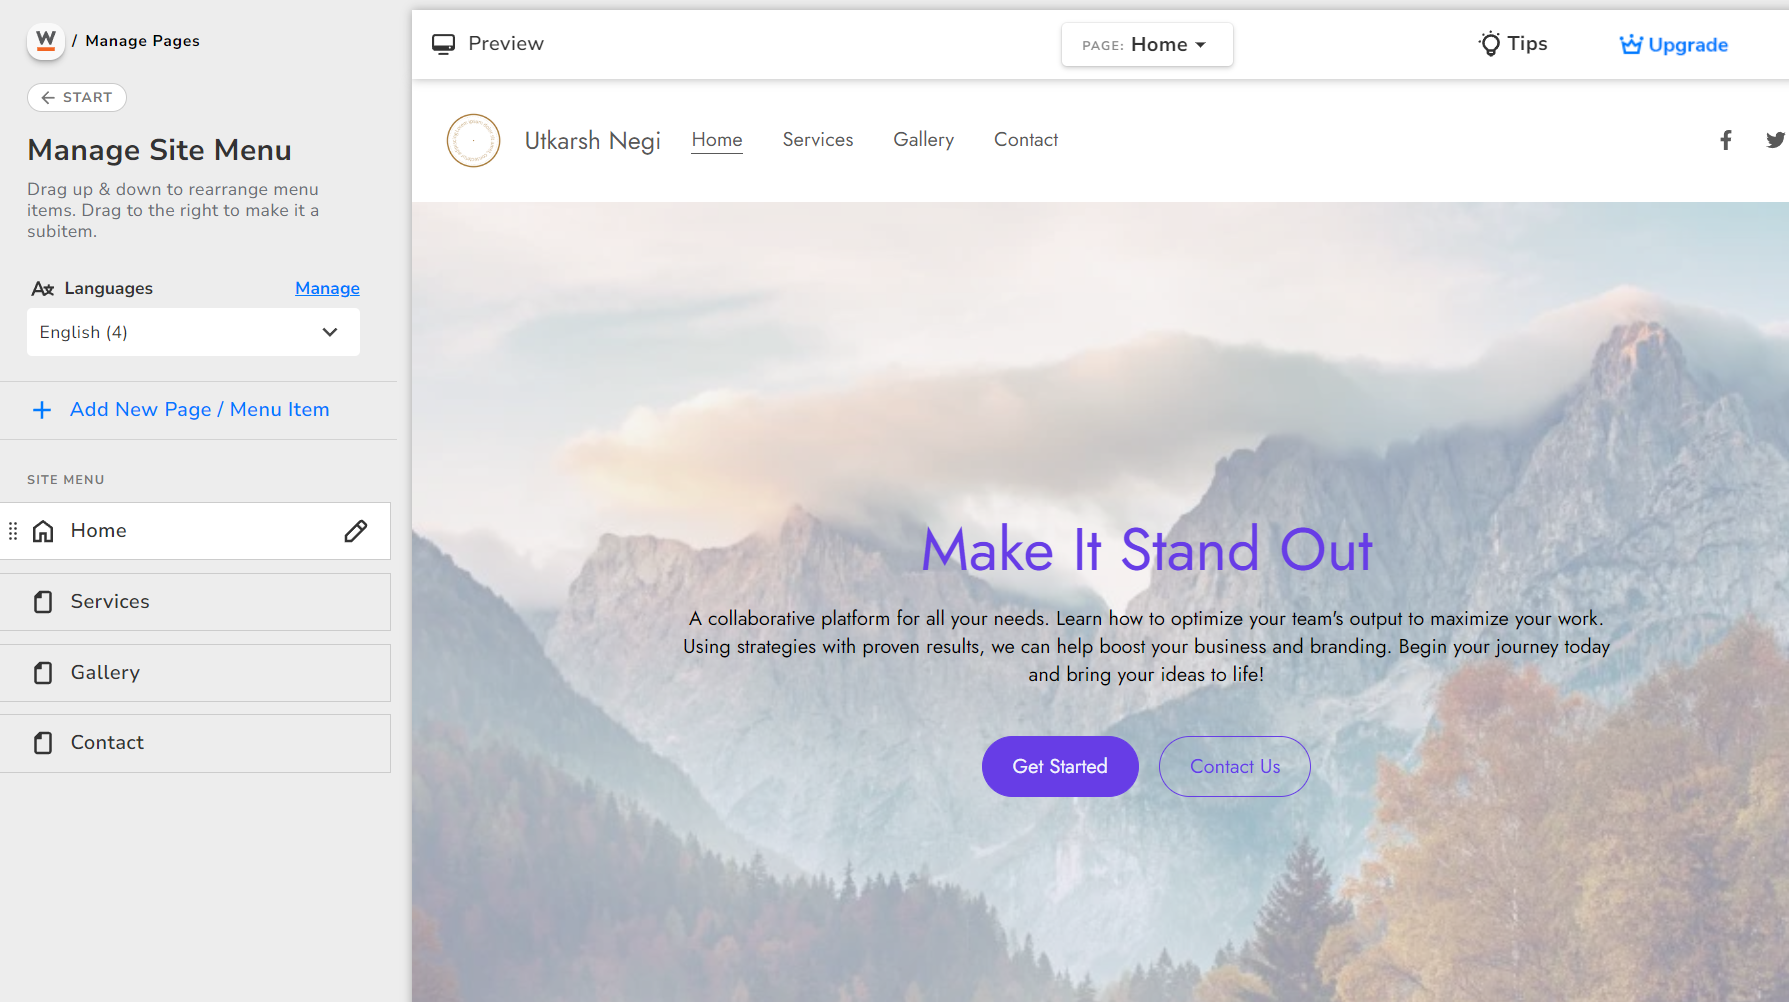 W / Manage Pages
START
Manage Site Menu
Drag up & down to rearrange menu
items. Drag to the right to make it a
subitem.
Languages Manage
English (4)
Add New Page / Menu Item
SITE MENU
Home
Services
Gallery
Contact
Preview PAGE: Home Tips Upgrade
Utkarsh Negi Home Services Gallery Contact
Make It Stand Out
A collaborative platform for all your needs. Learn how to optimize your team's output to maximize your work.
Using strategies with proven results, we can help boost your business and branding. Begin your journey today
and bring your ideas to life!
Get Started Contact Us